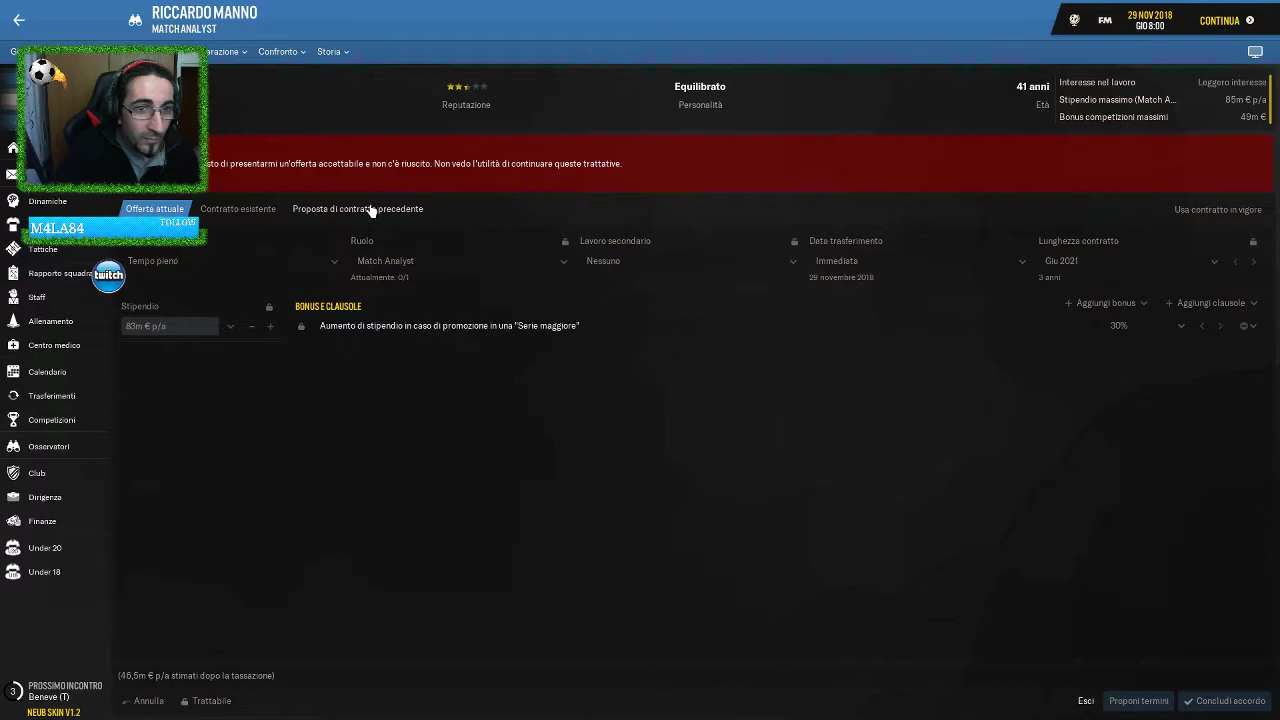 RICCARDO MANNO
MATCH ANALYST
29 NOV 2018
GIO 8:00
FM
CONTINUA
arazione
Confronto
Storia
Equilibrato
41 anni
Reputazione
Personalità
Età
Interesse nel lavoro
Leggero interesse
Stipendio massimo (Match A...
85m € p/a
Bonus competizioni massimi
49m €
sto di presentarmi un'offerta accettabile e non c'è riuscito. Non vedo l'utilità di continuare queste trattative.
Offerta attuale
Contratto esistente
Proposta di contratto precedente
Usa contratto in vigore
M4LA84
FOLLOW
twitch
Ruolo
Lavoro secondario
Data trasferimento
Lunghezza contratto
Tempo pieno
Match Analyst
Nessuno
Immediata
Giu 2021
Attualmente: 0/1
29 novembre 2018
3 anni
Stipendio
BONUS E CLAUSOLE
Aggiungi bonus
Aggiungi clausole
83m € p/a
Aumento di stipendio in caso di promozione in una "Serie maggiore"
30%
Dinamiche
Tattiche
Rapporto squadra
Staff
Allenamento
Centro medico
Calendario
Trasferimenti
Competizioni
Osservatori
Club
Dirigenza
Finanze
Under 20
Under 18
(46,5m € p/a stimati dopo la tassazione)
3
PROSSIMO INCONTRO
Beneve (T)
NEUB SKIN V1.2
Annulla
Trattabile
Esci
Proponi termini
Concludi accordo